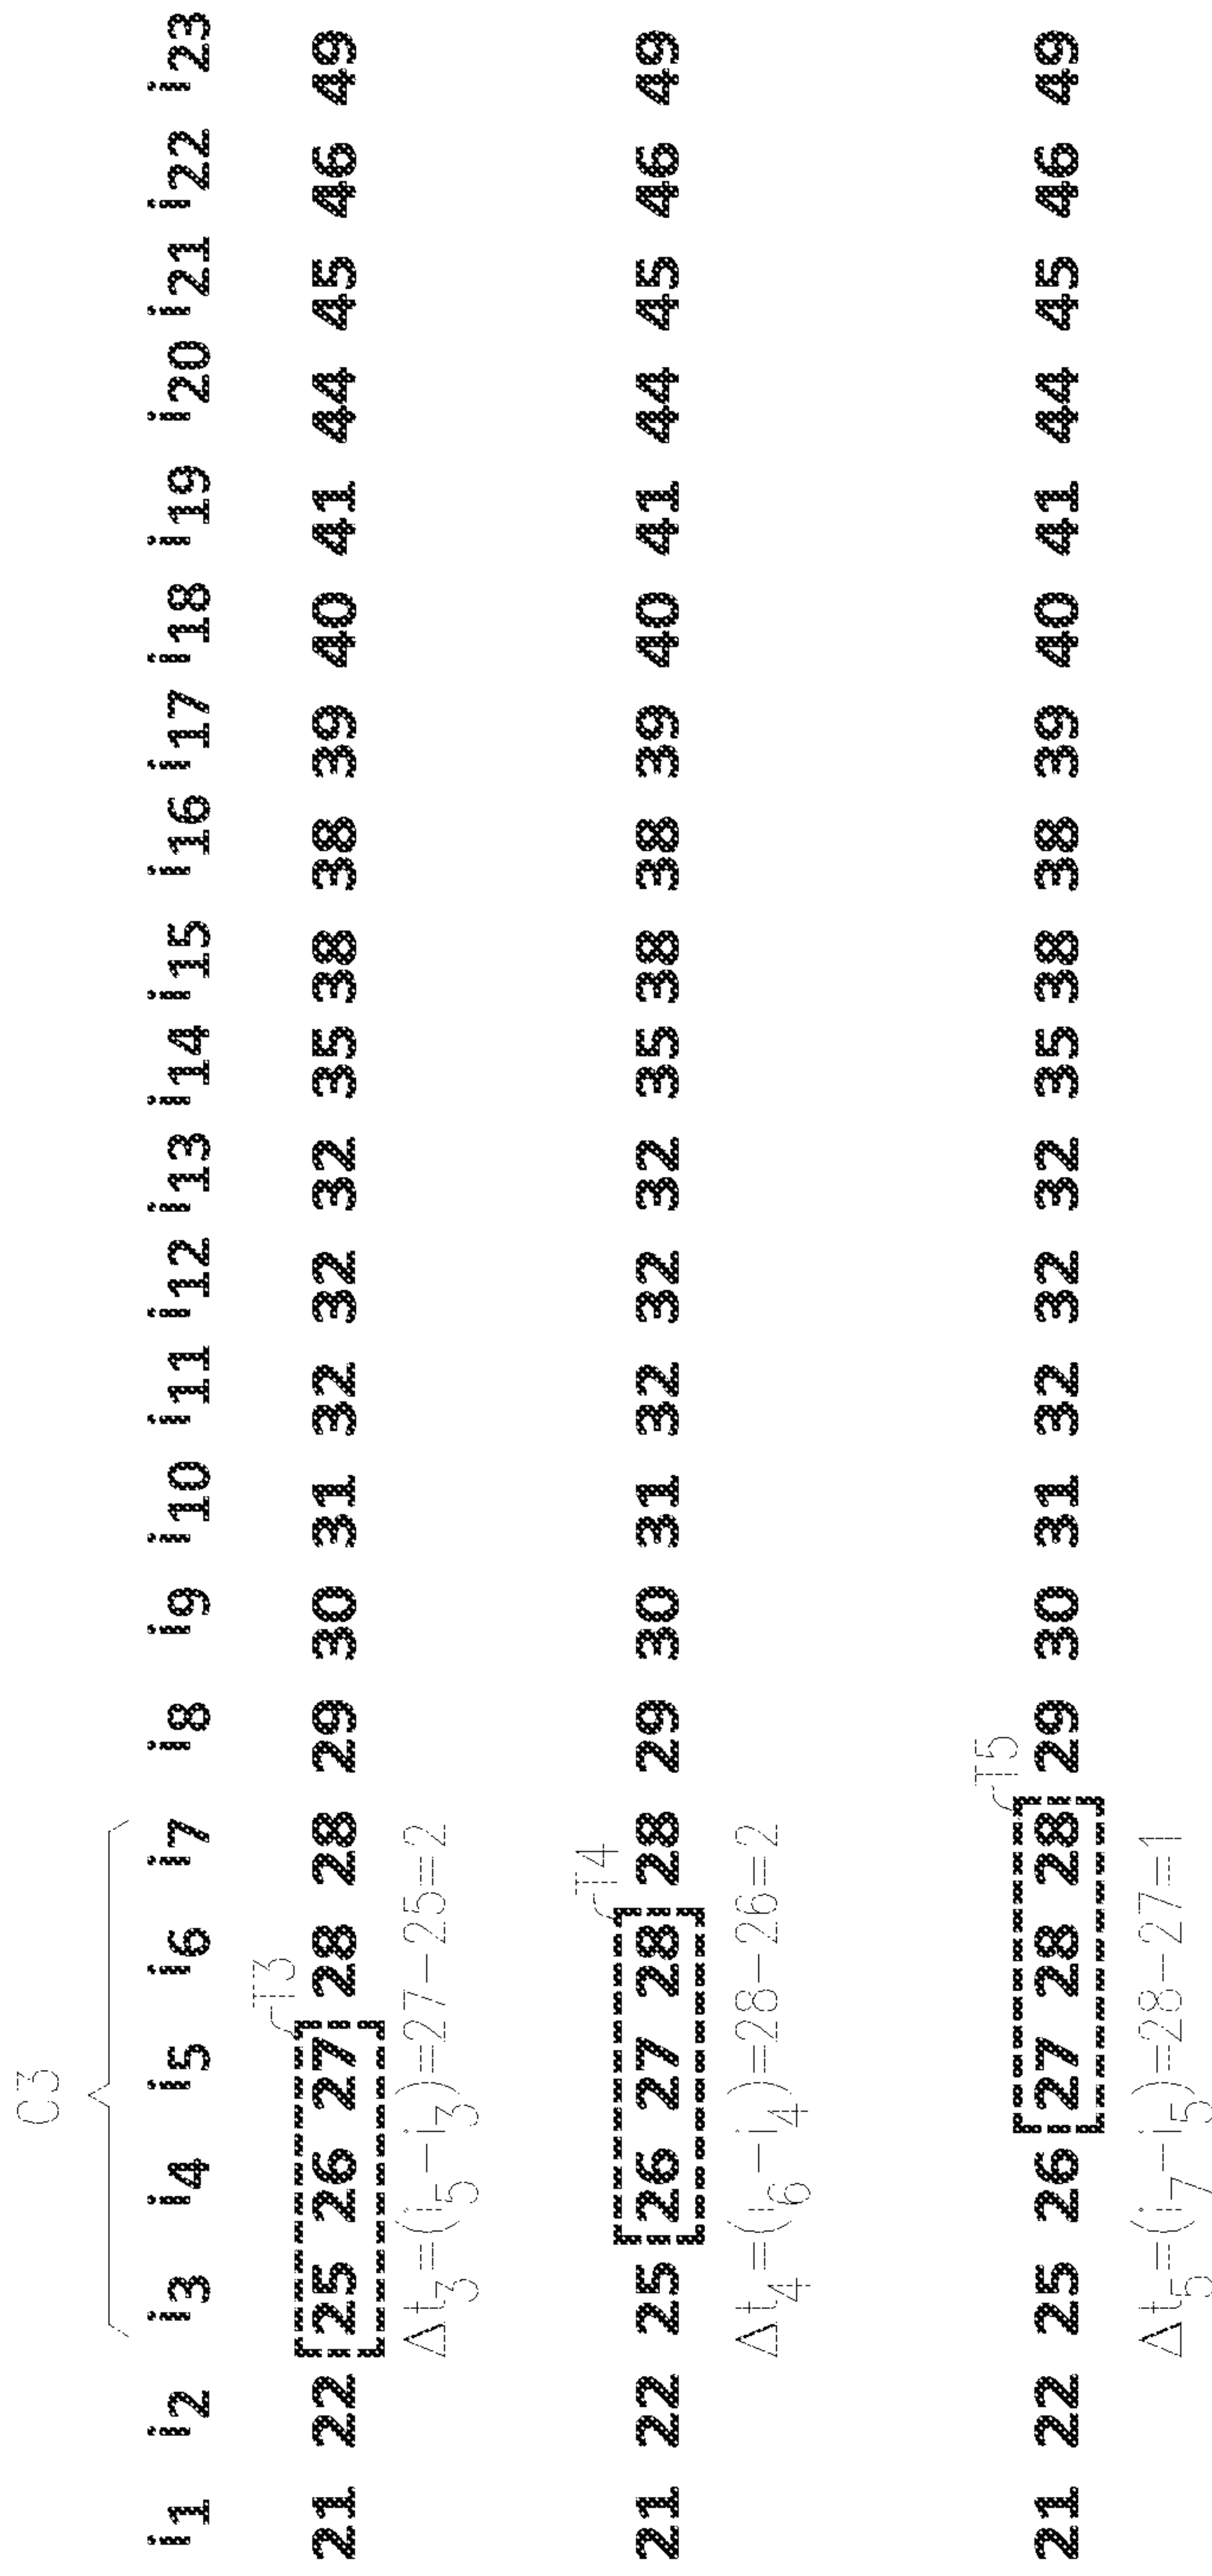 C3
i1 i2 i3 i4 i5 i6 i7 i8 i9 i10 i11 i12 i13 i14 i15 i16 i17 i18 i19 i20 i21 i22 i23
T3
21 22 25 26 27 28 28 29 30 31 32 32 32 35 38 38 39 40 41 44 45 46 49
Δt3=(i5-i3)=27-25=2
T4
21 22 25 26 27 28 28 29 30 31 32 32 32 35 38 38 39 40 41 44 45 46 49
Δt4=(i6-i4)=28-26=2
T5
21 22 25 26 27 28 28 29 30 31 32 32 32 35 38 38 39 40 41 44 45 46 49
Δt5=(i7-i5)=28-27=1